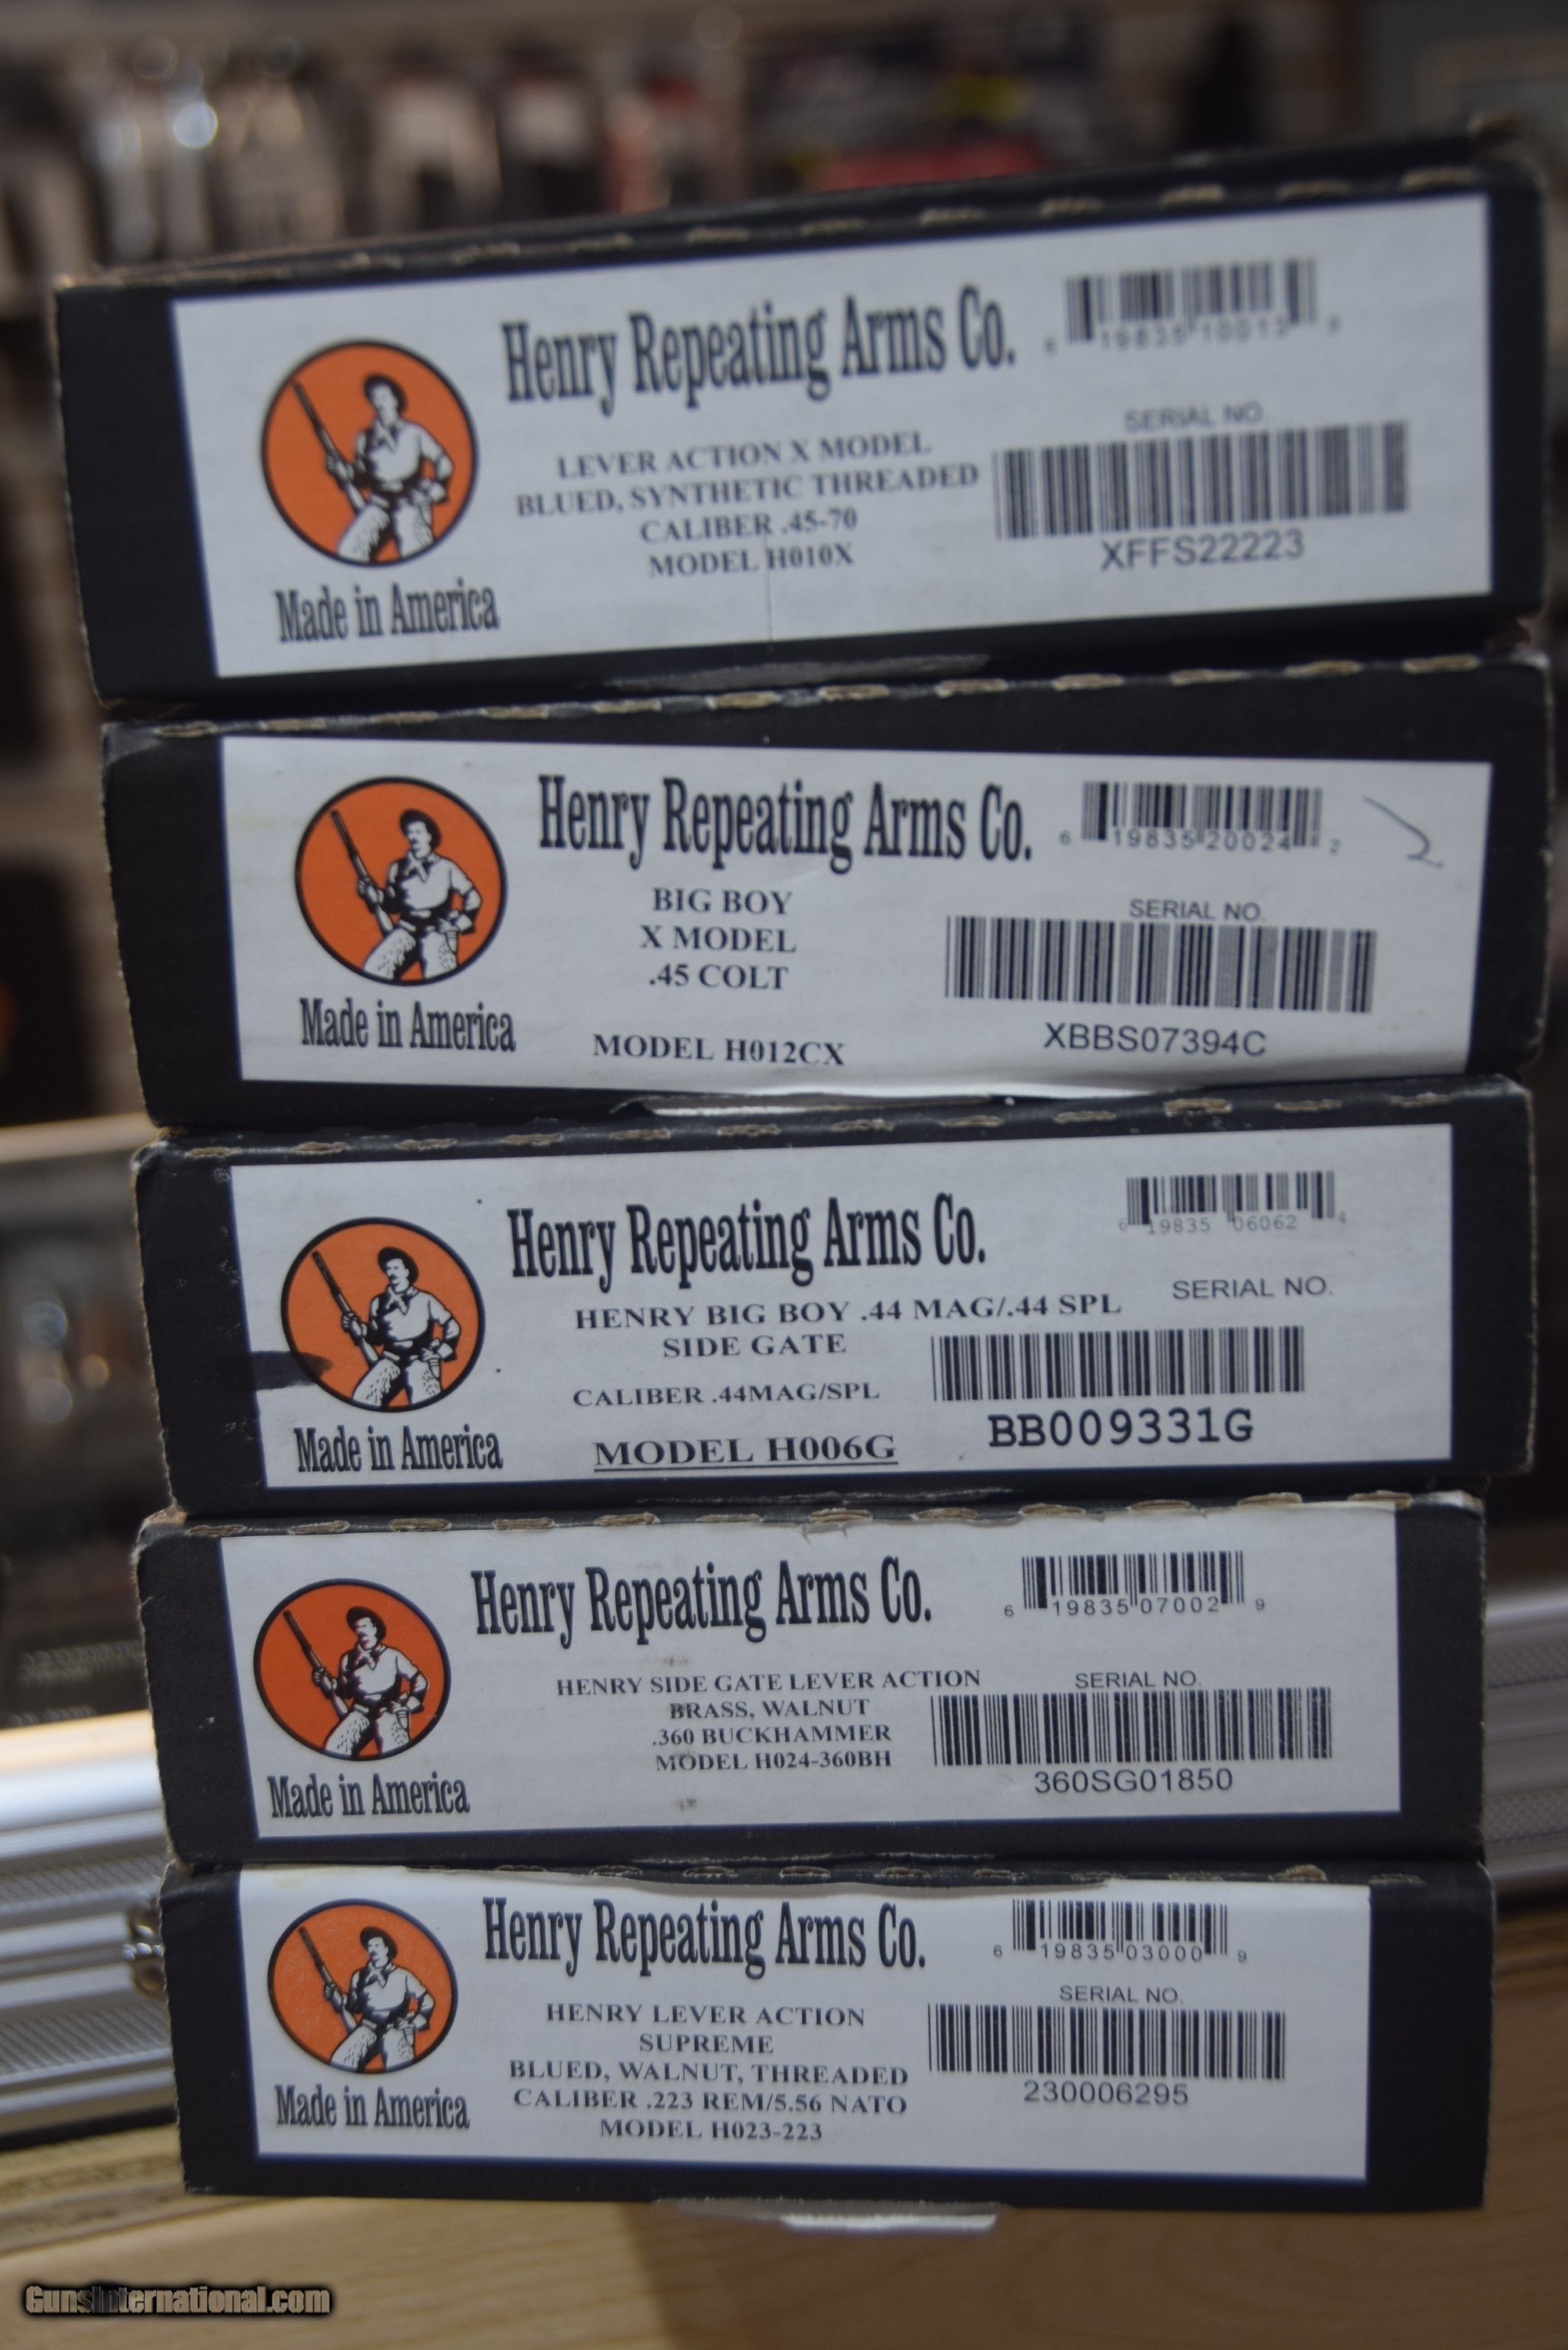 Henry Repeating Arms Co.
SERIAL NO.
LEVER ACTION X MODEL
BLUED, SYNTHETIC THREADED
CALIBER .45-70
MODEL H010X
XFFS22223
Made in America
Henry Repeating Arms Co.
6 19835 20024 2
2
BIG BOY
X MODEL
.45 COLT
MODEL H012CX
SERIAL NO.
XBBS07394C
Made in America
Henry Repeating Arms Co.
6 19835 06062 4
HENRY BIG BOY .44 MAG/.44 SPL
SIDE GATE
CALIBER .44MAG/SPL
MODEL H006G
SERIAL NO.
BB009331G
Made in America
Henry Repeating Arms Co.
6 19835 07002 9
HENRY SIDE GATE LEVER ACTION
BRASS, WALNUT
.360 BUCKHAMMER
MODEL H024-360BH
SERIAL NO.
360SG01850
Made in America
Henry Repeating Arms Co.
6 19835 03000 9
HENRY LEVER ACTION
SUPREME
BLUED, WALNUT, THREADED
CALIBER .223 REM/5.56 NATO
MODEL H023-223
SERIAL NO.
230006295
Made in America
GunsInternational.com